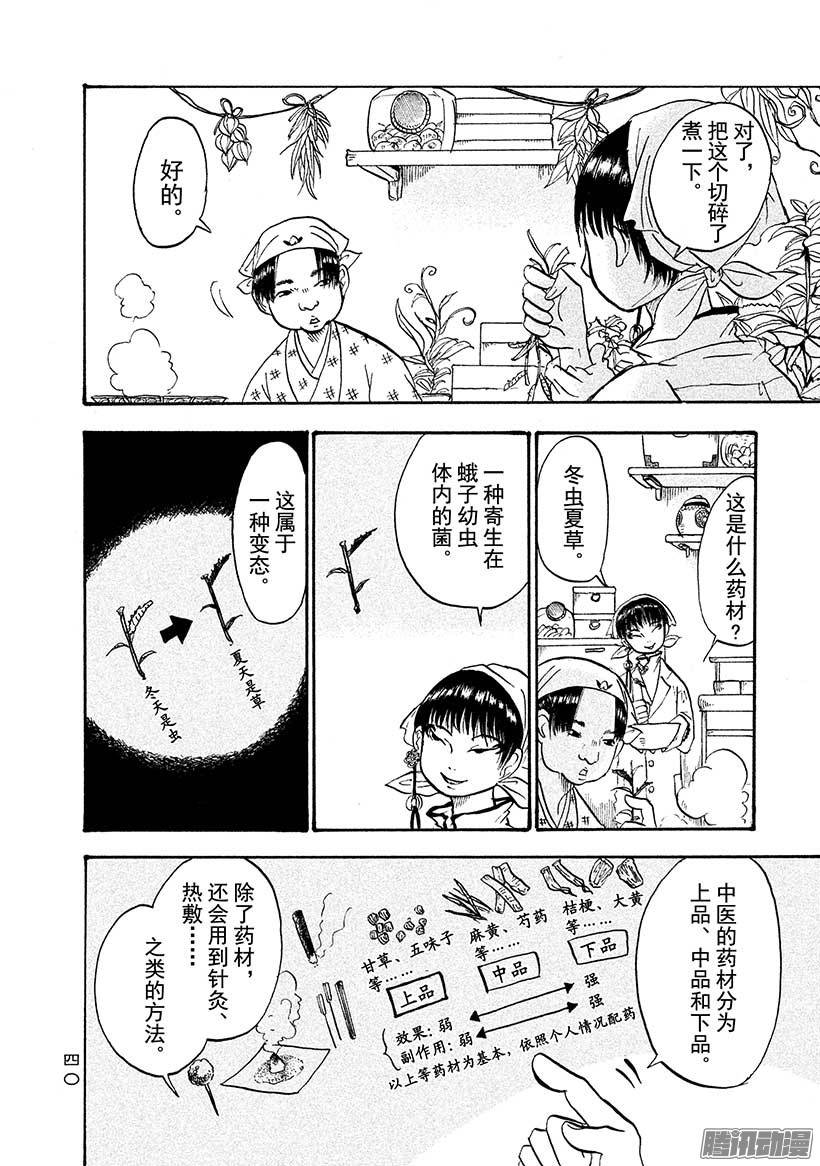 对了，
把这个切碎了
煮一下。
好的。
这是什么药材？
冬虫夏草。
一种寄生在
蛾子幼虫
体内的菌。
这属于
一种变态。
夏天是草
冬天是虫
中医的药材分为
上品、中品和下品。
桔梗、大黄
等……
下品
麻黄、芍药
等……
中品
甘草、五味子
等……
上品
效果：弱
强
副作用：弱
强
以上等药材为基本，依照个人情况配药
除了药材，
还会用到针灸、
热敷……
之类的方法。
四〇
腾讯动漫